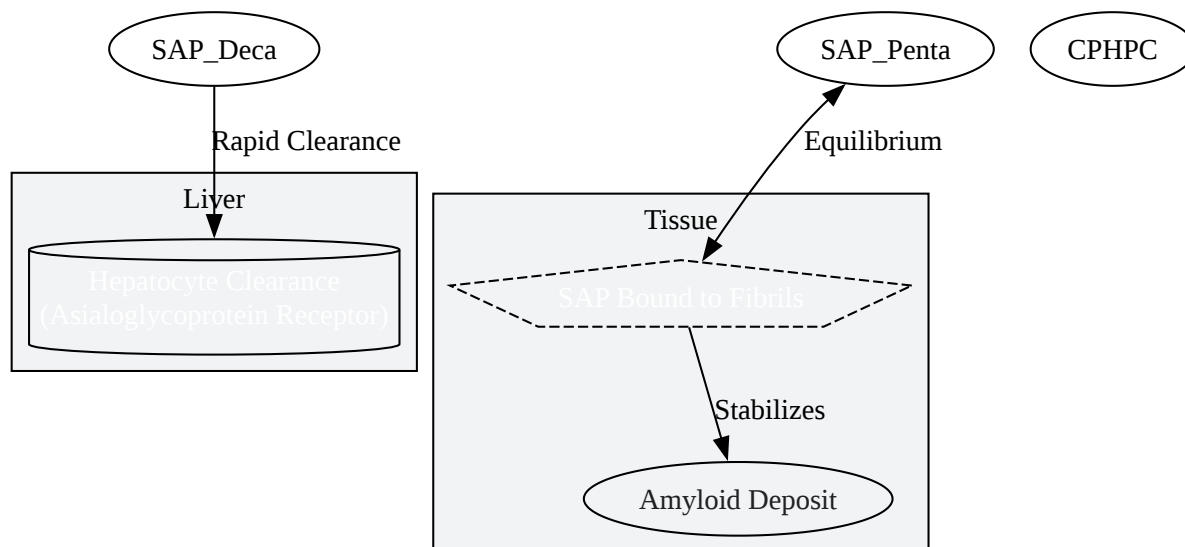 SAP_Deca
SAP_Penta
CPHPC
Rapid Clearance
Equilibrium
Liver
Tissue
Hepatocyte Clearance
(Asialoglycoprotein Receptor)
SAP Bound to Fibrils
Stabilizes
Amyloid Deposit